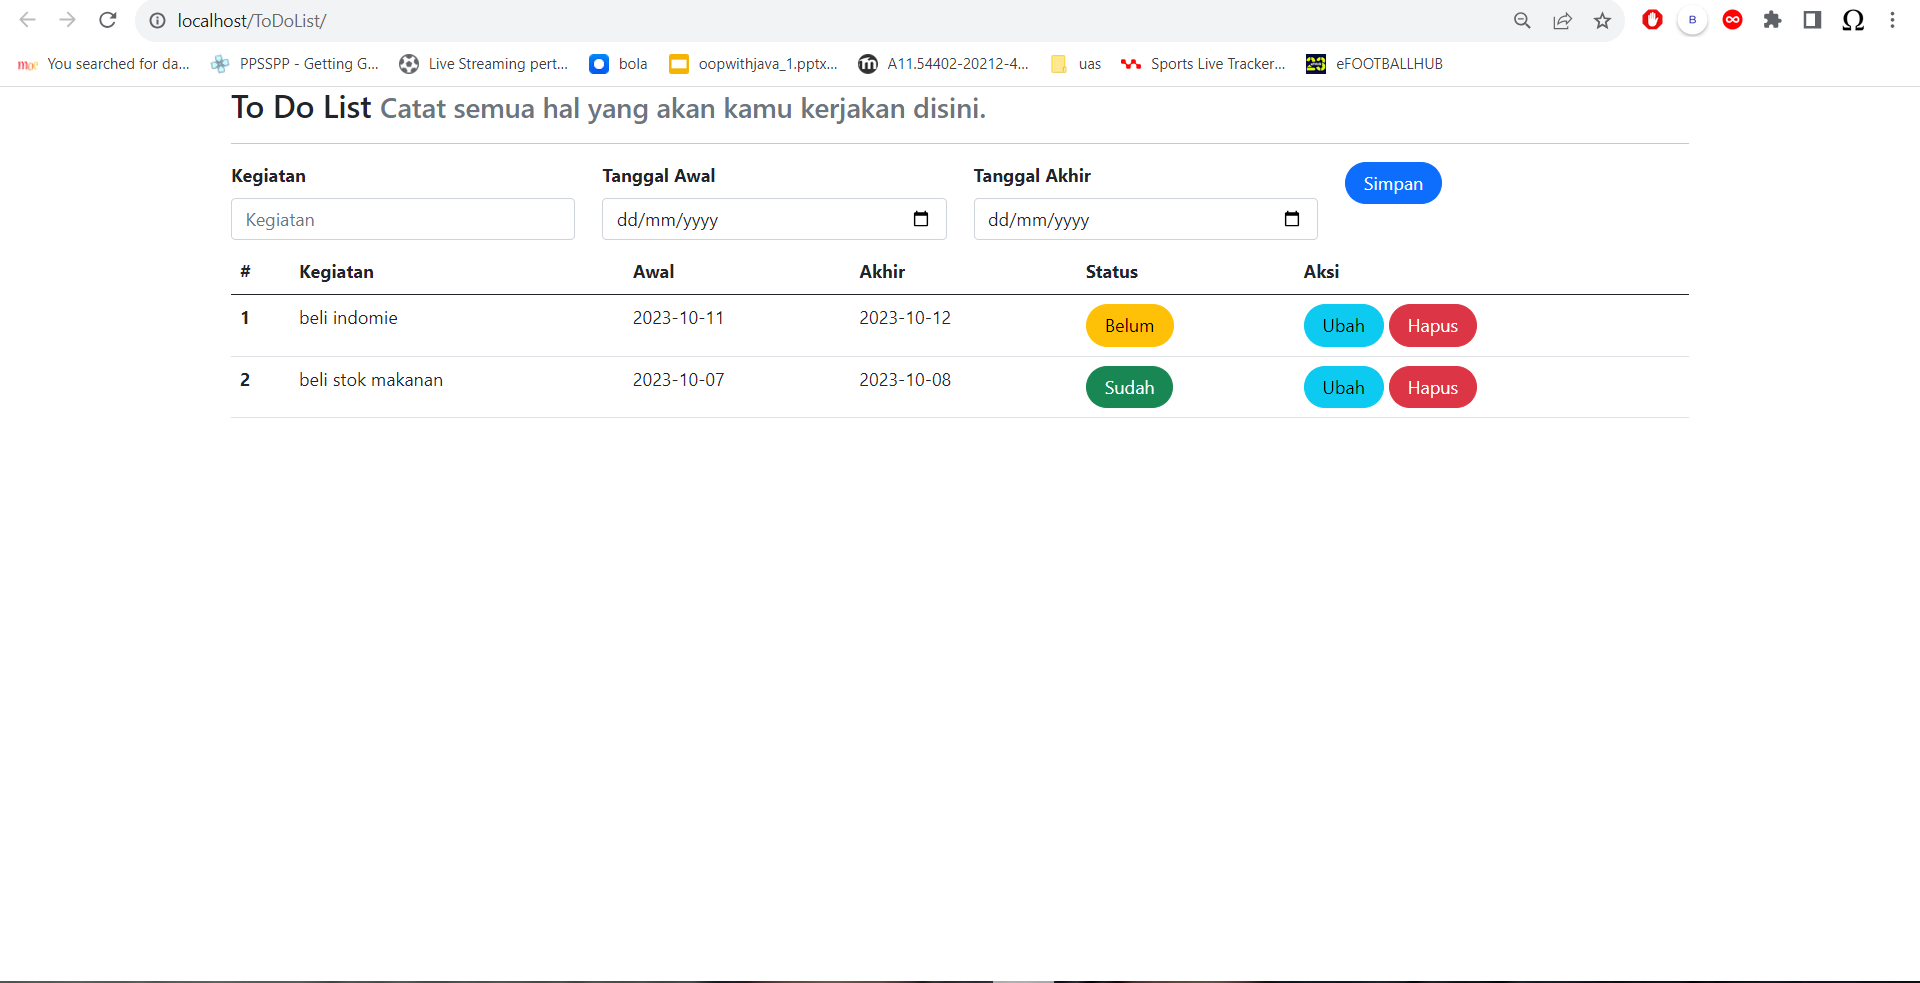 localhost/ToDoList/
B
You searched for da... PPSSPP - Getting G... Live Streaming pert... bola oopwithjava_1.pptx... A11.54402-20212-4... uas Sports Live Tracker... eFOOTBALLHUB
To Do List Catat semua hal yang akan kamu kerjakan disini.
Kegiatan Tanggal Awal Tanggal Akhir Simpan
Kegiatan dd/mm/yyyy dd/mm/yyyy
# Kegiatan Awal Akhir Status Aksi
1 beli indomie 2023-10-11 2023-10-12 Belum Ubah Hapus
2 beli stok makanan 2023-10-07 2023-10-08 Sudah Ubah Hapus